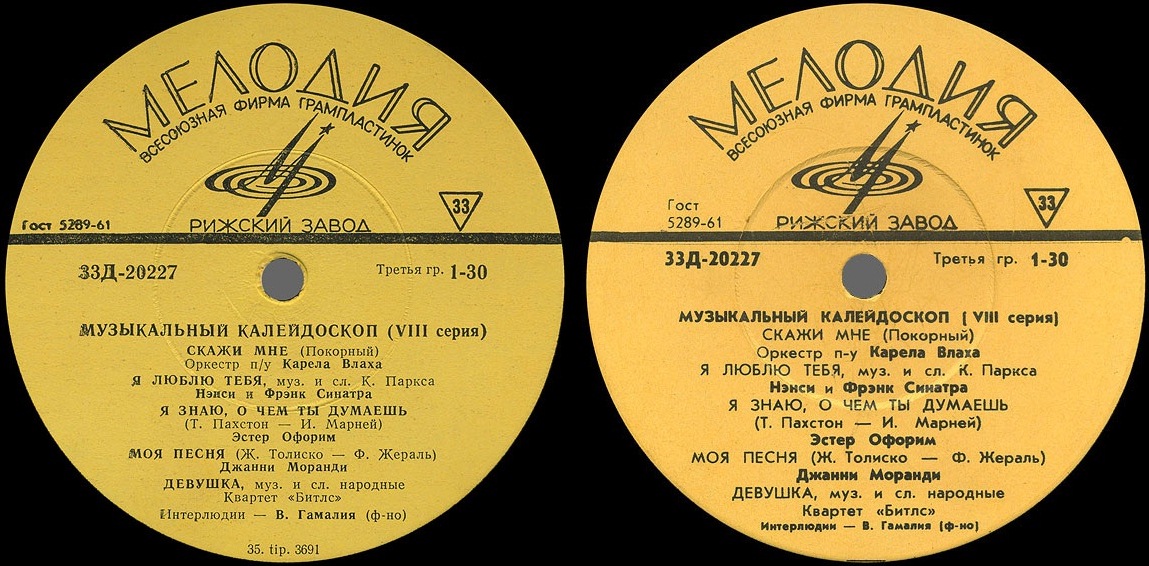 МЕЛОДИЯ
ВСЕСОЮЗНАЯ ФИРМА ГРАМПЛАСТИНОК
Гост 5289-61
РИЖСКИЙ ЗАВОД
33
33Д-20227
Третья гр. 1-30
МУЗЫКАЛЬНЫЙ КАЛЕЙДОСКОП (VIII серия)
СКАЖИ МНЕ (Покорный)
Оркестр п/у Карела Влаха
Я ЛЮБЛЮ ТЕБЯ, муз. и сл. К. Паркса
Нэнси и Фрэнк Синатра
Я ЗНАЮ, О ЧЕМ ТЫ ДУМАЕШЬ
(Т. Пахстон — И. Марней)
Эстер Офорим
МОЯ ПЕСНЯ (Ж. Толиско — Ф. Жераль)
Джанни Моранди
ДЕВУШКА, муз. и сл. народные
Квартет «Битлс»
Интерлюдии — В. Гамалия (ф-но)
35. tip. 3691
МЕЛОДИЯ
ВСЕСОЮЗНАЯ ФИРМА ГРАМПЛАСТИНОК
Гост
5289-61
РИЖСКИЙ ЗАВОД
33
33Д-20227
Третья гр. 1-30
МУЗЫКАЛЬНЫЙ КАЛЕЙДОСКОП ( VIII серия)
СКАЖИ МНЕ (Покорный)
Оркестр п-у Карела Влаха
Я ЛЮБЛЮ ТЕБЯ, муз. и сл. К. Паркса
Нэнси и Фрэнк Синатра
Я ЗНАЮ, О ЧЕМ ТЫ ДУМАЕШЬ
(Т. Пахстон — И. Марней)
Эстер Офорим
МОЯ ПЕСНЯ (Ж. Толиско — Ф. Жераль)
Джанни Моранди
ДЕВУШКА, муз. и сл. народные
Квартет «Битлс»
Интерлюдии — В. Гамалия (ф-но)